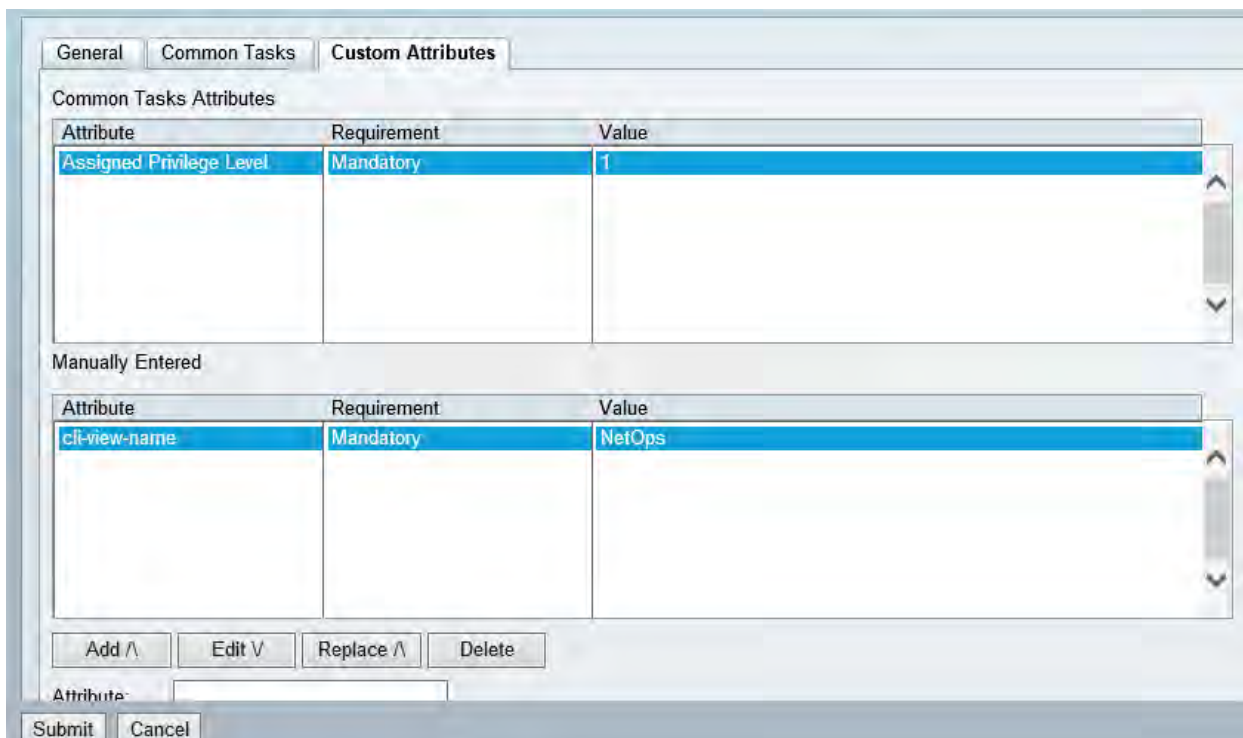 General Common Tasks Custom Attributes
Common Tasks Attributes
Attribute Requirement Value
Assigned Privilege Level Mandatory 1
Manually Entered
Attribute Requirement Value
cli-view-name Mandatory NetOps
Add /\ Edit \/ Replace /\ Delete
Attribute:
Submit Cancel